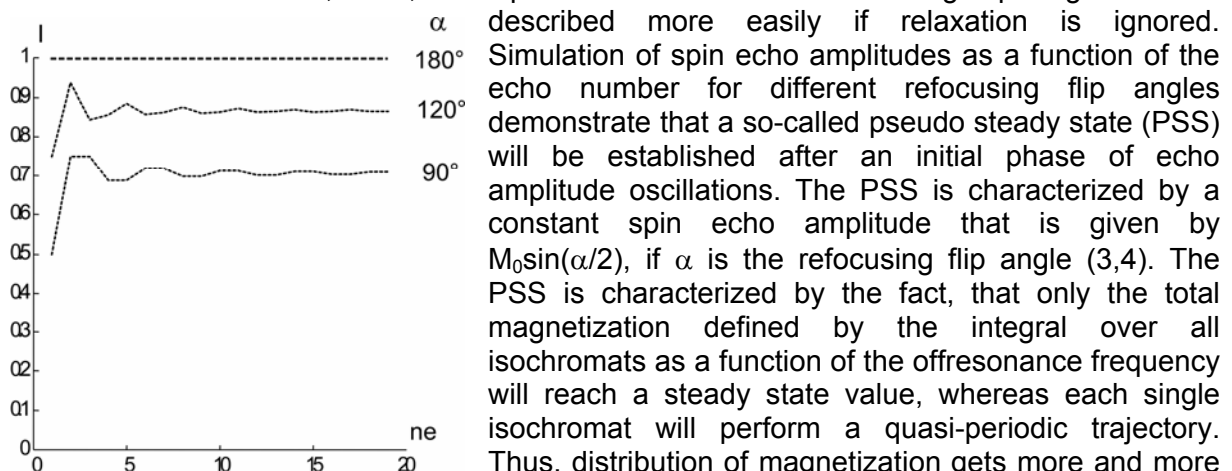 described more easily if relaxation is ignored.
Simulation of spin echo amplitudes as a function of the
echo number for different refocusing flip angles
demonstrate that a so-called pseudo steady state (PSS)
will be established after an initial phase of echo
amplitude oscillations. The PSS is characterized by a
constant spin echo amplitude that is given by
M₀sin(α/2), if α is the refocusing flip angle (3,4). The
PSS is characterized by the fact, that only the total
magnetization defined by the integral over all
isochromats as a function of the offresonance frequency
will reach a steady state value, whereas each single
isochromat will perform a quasi-periodic trajectory.
Thus, distribution of magnetization gets more and more
I
α
1
180°
0.9
120°
0.8
0.7
90°
0.6
0.5
0.4
0.3
0.2
0.1
0
ne
0 5 10 15 20